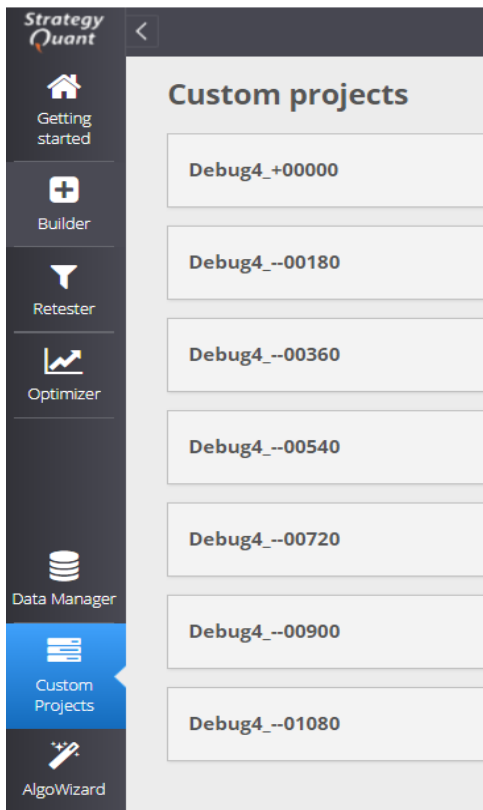 Strategy
Quant
Getting
started
Builder
Retester
Optimizer
Data Manager
Custom
Projects
AlgoWizard
Custom projects
Debug4_+00000
Debug4_--00180
Debug4_--00360
Debug4_--00540
Debug4_--00720
Debug4_--00900
Debug4_--01080